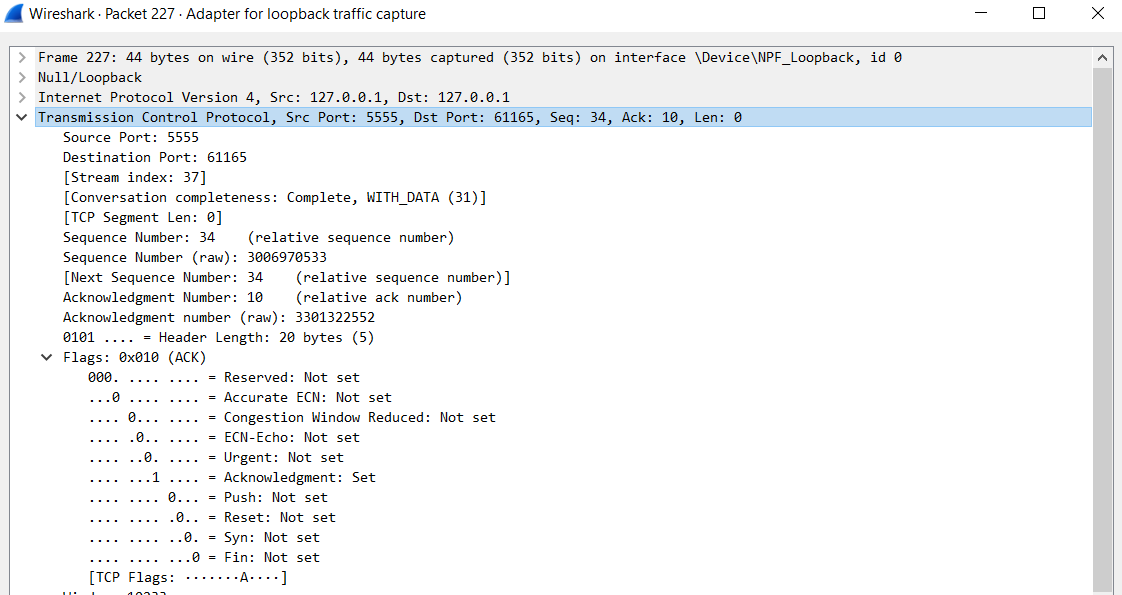 Wireshark · Packet 227 · Adapter for loopback traffic capture
Frame 227: 44 bytes on wire (352 bits), 44 bytes captured (352 bits) on interface \Device\NPF_Loopback, id 0
Null/Loopback
Internet Protocol Version 4, Src: 127.0.0.1, Dst: 127.0.0.1
Transmission Control Protocol, Src Port: 5555, Dst Port: 61165, Seq: 34, Ack: 10, Len: 0
Source Port: 5555
Destination Port: 61165
[Stream index: 37]
[Conversation completeness: Complete, WITH_DATA (31)]
[TCP Segment Len: 0]
Sequence Number: 34    (relative sequence number)
Sequence Number (raw): 3006970533
[Next Sequence Number: 34    (relative sequence number)]
Acknowledgment Number: 10    (relative ack number)
Acknowledgment number (raw): 3301322552
0101 .... = Header Length: 20 bytes (5)
Flags: 0x010 (ACK)
000. .... .... = Reserved: Not set
...0 .... .... = Accurate ECN: Not set
.... 0... .... = Congestion Window Reduced: Not set
.... .0.. .... = ECN-Echo: Not set
.... ..0. .... = Urgent: Not set
.... ...1 .... = Acknowledgment: Set
.... .... 0... = Push: Not set
.... .... .0.. = Reset: Not set
.... .... ..0. = Syn: Not set
.... .... ...0 = Fin: Not set
[TCP Flags: ·······A····]